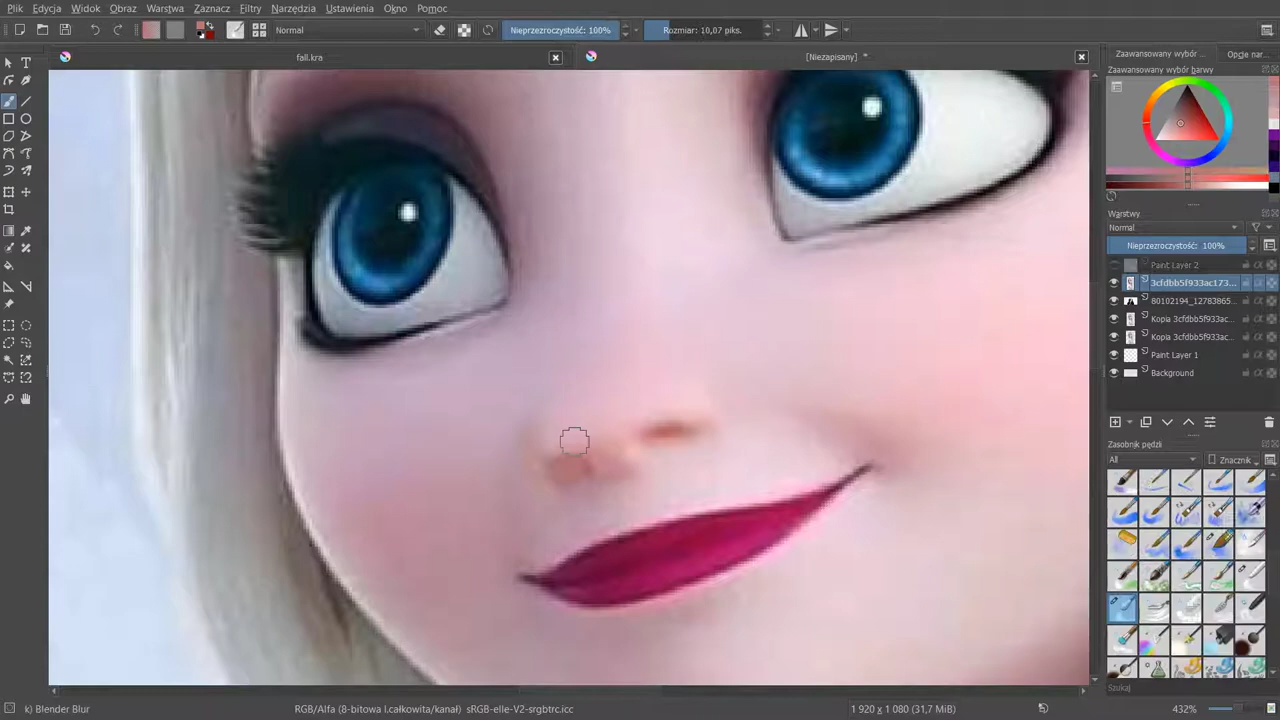 Plik Edycja Widok Obraz Warstwa Zaznacz Filtry Narzędzia Ustawienia Okno Pomoc
Normal
Nieprzezroczystość: 100%
Rozmiar: 10,07 piks.
fall.kra
[Niezapisany] *
Zaawansowany wybór ...
Opcje nar...
Zaawansowany wybór barwy
Warstwy
Normal
Nieprzezroczystość: 100%
Paint Layer 2
3cfdbb5f933ac173...
80102194_12783865...
Kopia 3cfdbb5f933ac...
Kopia 3cfdbb5f933ac...
Paint Layer 1
Background
Zasobnik pędzli
All
Znacznik
Szukaj
k) Blender Blur
RGB/Alfa (8-bitowa l.całkowita/kanał) sRGB-elle-V2-srgbtrc.icc
1 920 x 1 080 (31,7 MiB)
432%